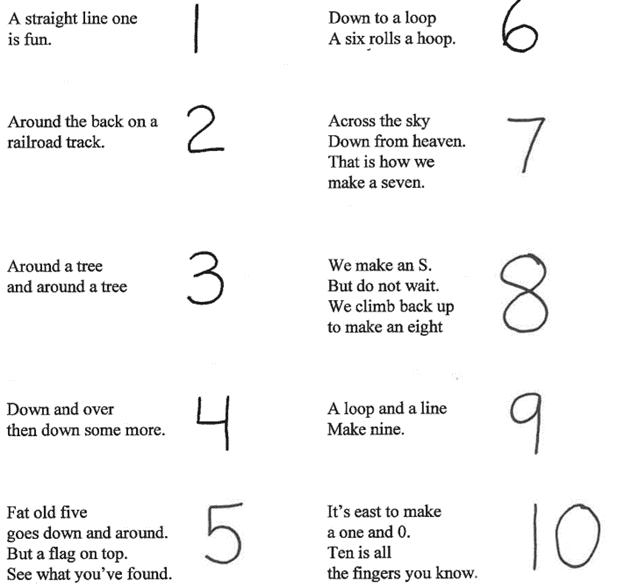 A straight line one
is fun.
1
Around the back on a
railroad track.
2
Around a tree
and around a tree
3
Down and over
then down some more.
4
Fat old five
goes down and around.
But a flag on top.
See what you've found.
5
Down to a loop
A six rolls a hoop.
6
Across the sky
Down from heaven.
That is how we
make a seven.
7
We make an S.
But do not wait.
We climb back up
to make an eight
8
A loop and a line
Make nine.
9
It's east to make
a one and 0.
Ten is all
the fingers you know.
10